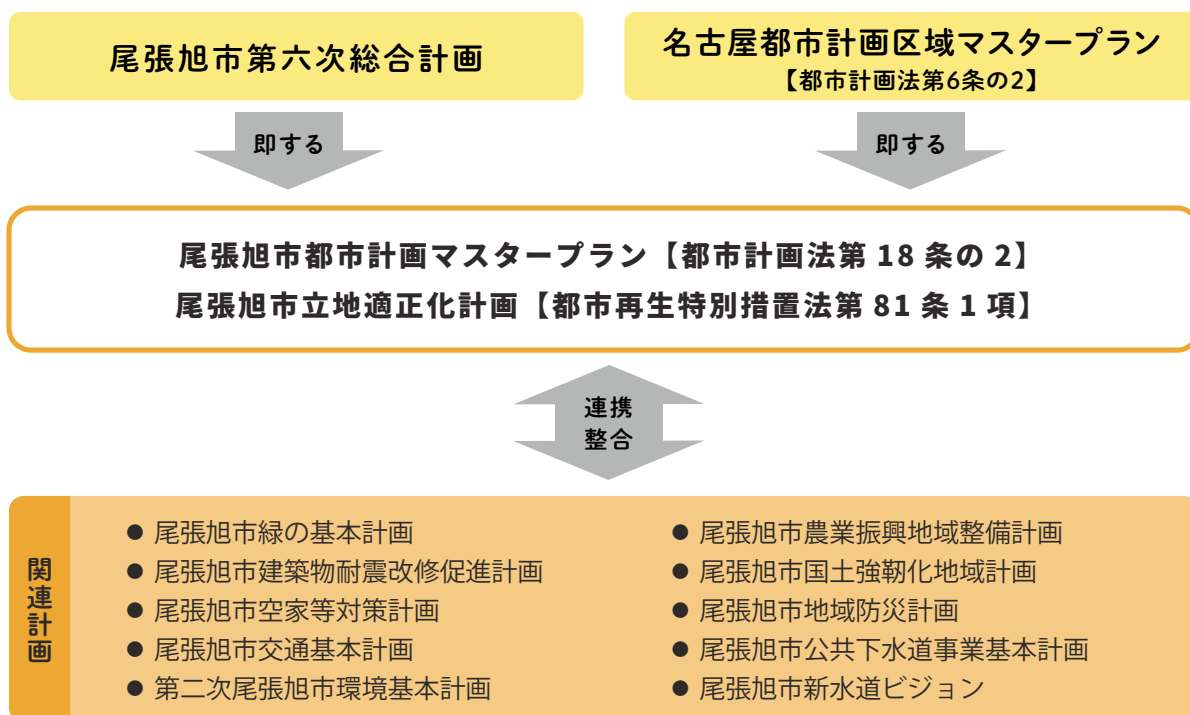 尾張旭市第六次総合計画
名古屋都市計画区域マスタープラン
【都市計画法第6条の2】
即する
即する
尾張旭市都市計画マスタープラン【都市計画法第 18 条の 2】
尾張旭市立地適正化計画【都市再生特別措置法第 81 条 1 項】
連携
整合
関連計画
● 尾張旭市緑の基本計画
● 尾張旭市建築物耐震改修促進計画
● 尾張旭市空家等対策計画
● 尾張旭市交通基本計画
● 第二次尾張旭市環境基本計画
● 尾張旭市農業振興地域整備計画
● 尾張旭市国土強靭化地域計画
● 尾張旭市地域防災計画
● 尾張旭市公共下水道事業基本計画
● 尾張旭市新水道ビジョン